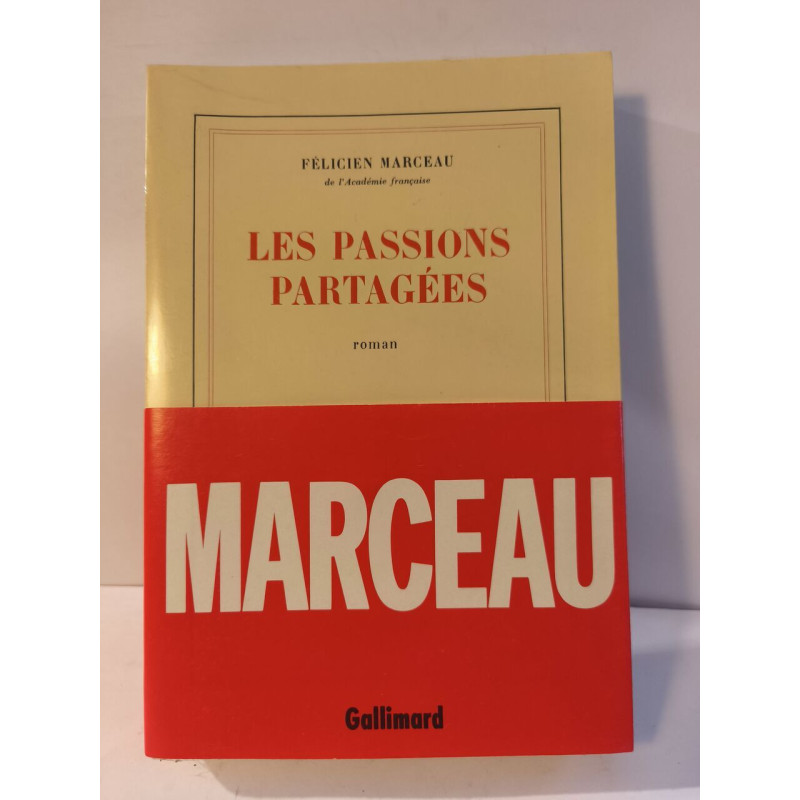 FÉLICIEN MARCEAU
de l'Académie française
LES PASSIONS
PARTAGÉES
roman
MARCEAU
Gallimard